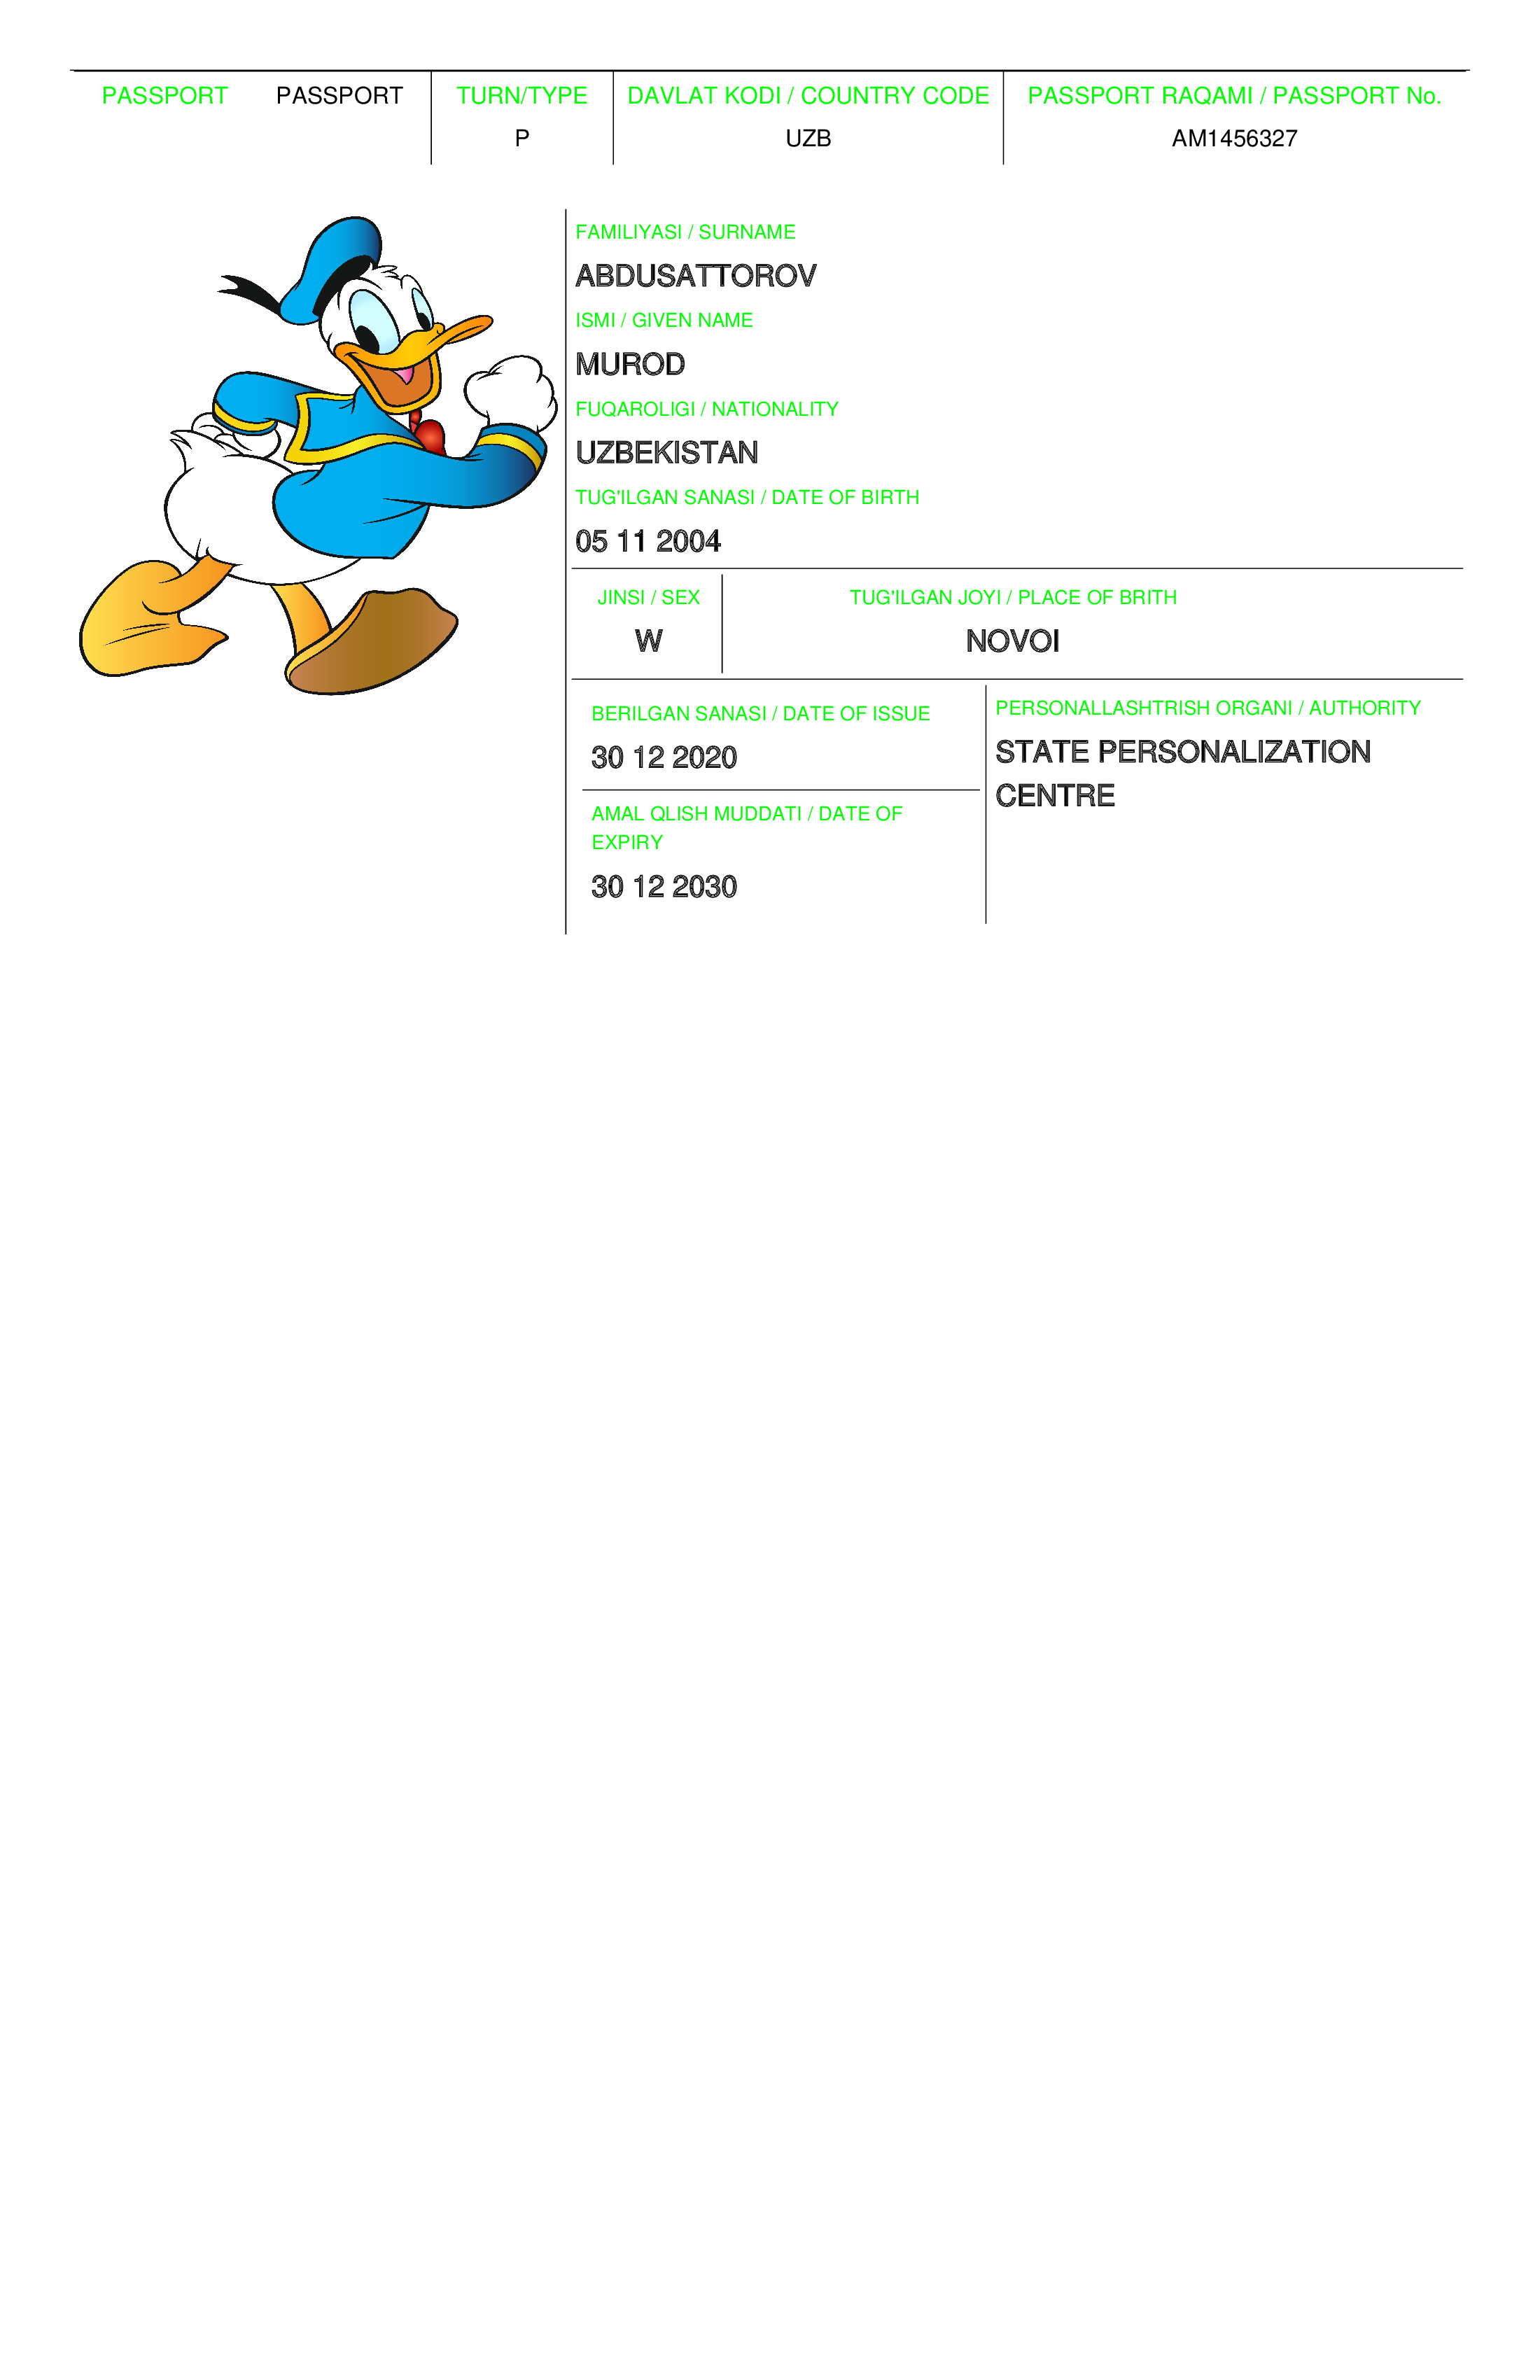 PASSPORT PASSPORT TURN/TYPE DAVLAT KODI / COUNTRY CODE PASSPORT RAQAMI / PASSPORT No.
P UZB AM1456327
FAMILIYASI / SURNAME
ABDUSATTOROV
ISMI / GIVEN NAME
MUROD
FUQAROLIGI / NATIONALITY
UZBEKISTAN
TUG'ILGAN SANASI / DATE OF BIRTH
05 11 2004
JINSI / SEX TUG'ILGAN JOYI / PLACE OF BRITH
W NOVOI
BERILGAN SANASI / DATE OF ISSUE
30 12 2020
AMAL QLISH MUDDATI / DATE OF
EXPIRY
30 12 2030
PERSONALLASHTRISH ORGANI / AUTHORITY
STATE PERSONALIZATION
CENTRE